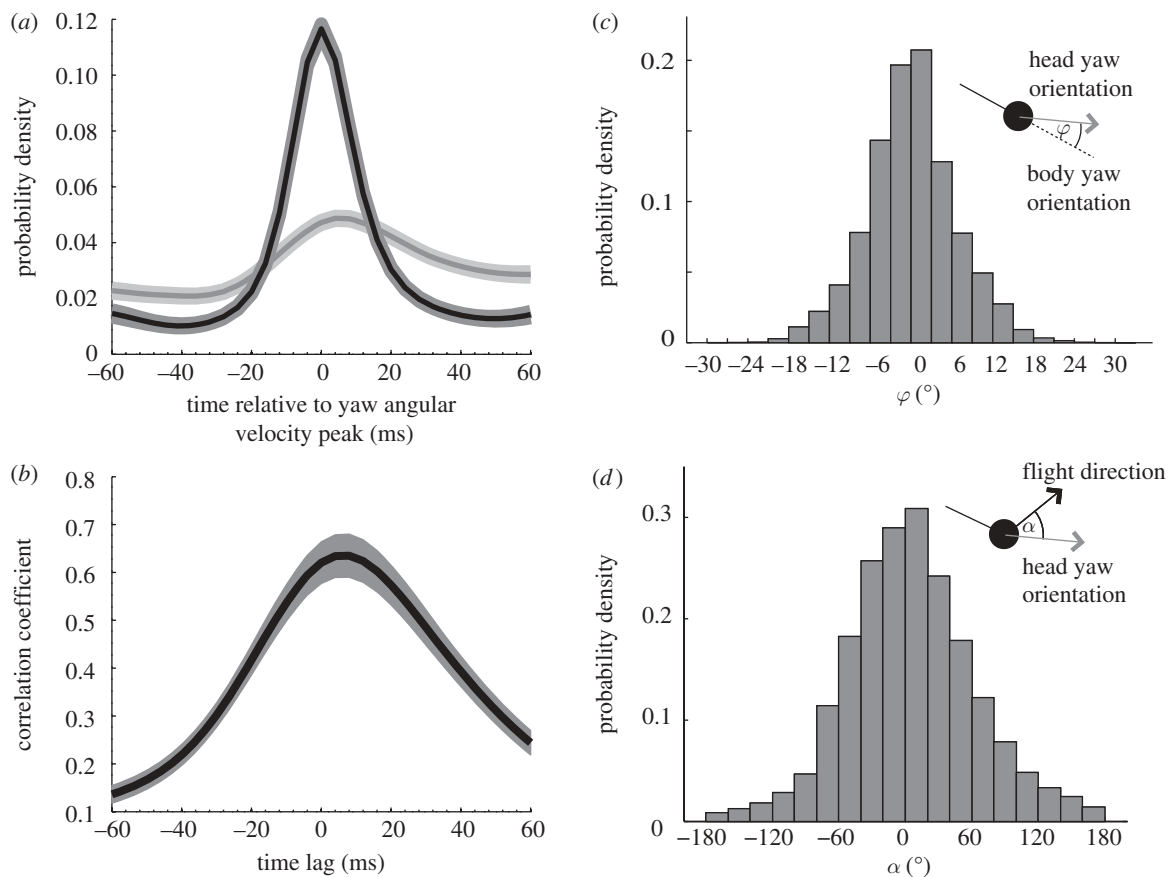 (a)
0.12
0.10
0.08
0.06
0.04
0.02
0
probability density
–60 –40 –20 0 20 40 60
time relative to yaw angular
velocity peak (ms)
(b)
0.8
0.7
0.6
0.5
0.4
0.3
0.2
0.1
correlation coefficient
–60 –40 –20 0 20 40 60
time lag (ms)
(c)
0.2
0.1
0
probability density
head yaw
orientation
φ
body yaw
orientation
–30 –24 –18 –12 –6 0 6 12 18 24 30
φ (°)
(d)
0.3
0.2
0.1
0
probability density
flight direction
α
head yaw
orientation
–180 –120 –60 0 60 120 180
α (°)